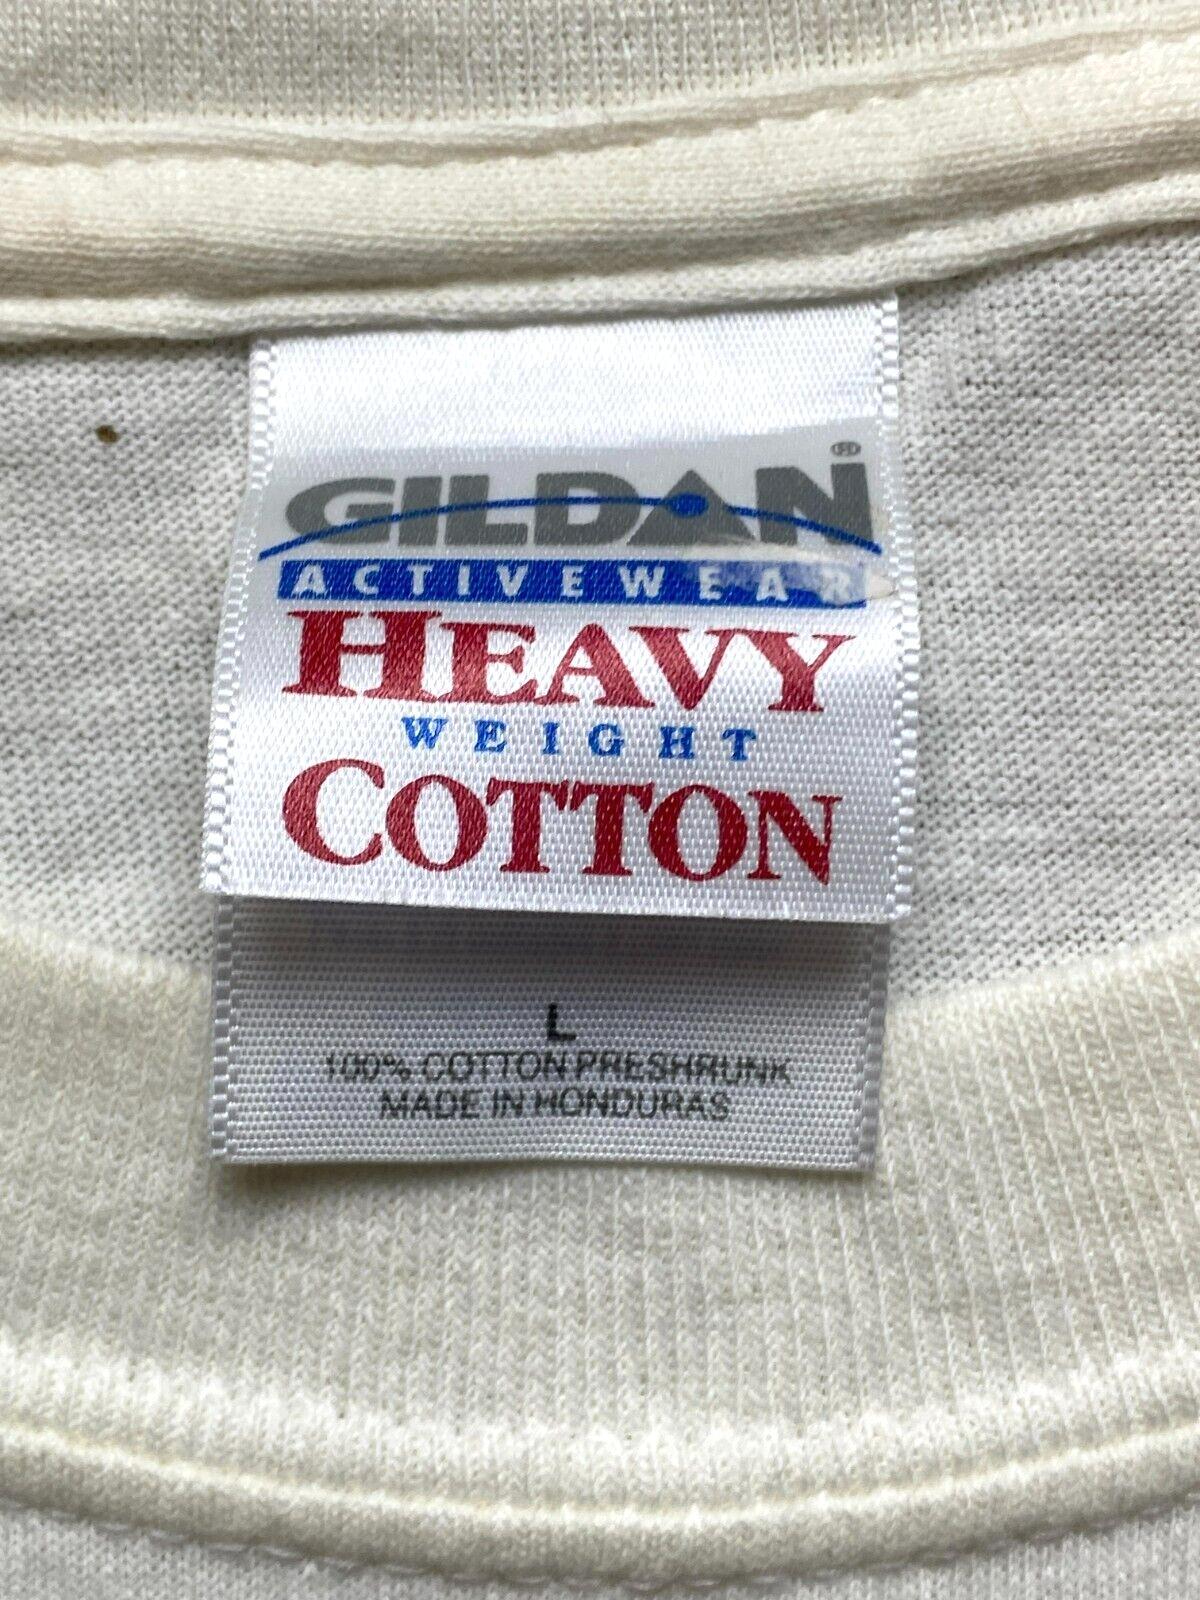 GILDAN®
ACTIVEWEAR
HEAVY
WEIGHT
COTTON
L
100% COTTON PRESHRUNK
MADE IN HONDURAS